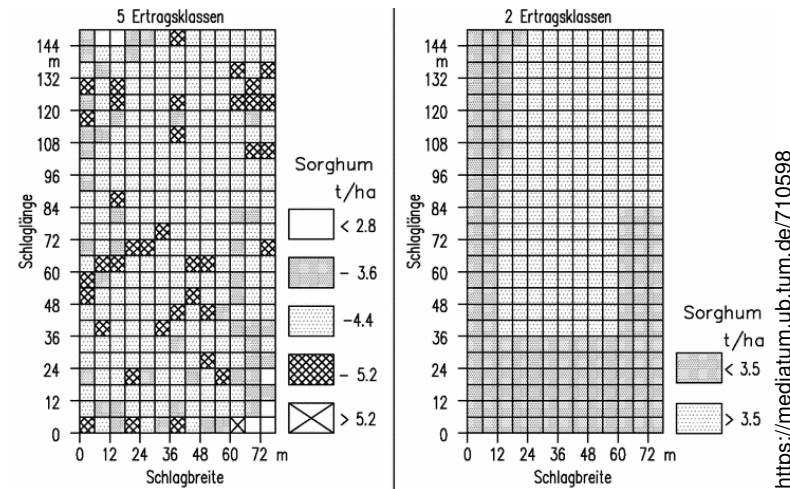 5 Ertragsklassen
144
m
132
120
108
96
84
72
60
48
36
24
12
0
Schlaglänge
0 12 24 36 48 60 72 m
Schlagbreite
Sorghum
t/ha
< 2.8
- 3.6
-4.4
- 5.2
> 5.2
2 Ertragsklassen
144
m
132
120
108
96
84
72
60
48
36
24
12
0
Schlaglänge
0 12 24 36 48 60 72 m
Schlagbreite
Sorghum
t/ha
< 3.5
> 3.5
https://mediatum.ub.tum.de/710598